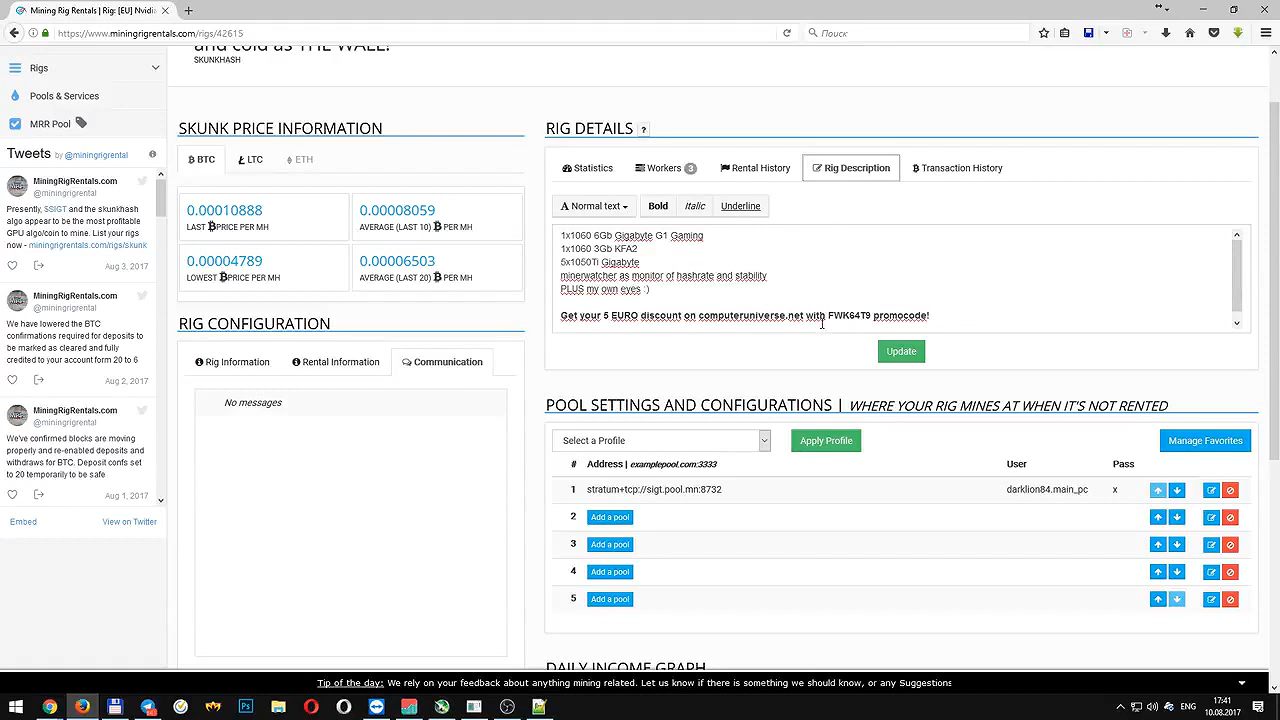 Mining Rig Rentals | Rig: [EU] Nvidi
https://www.miningrigrentals.com/rigs/42615
Поиск
and cold as THE WALL!
SKUNKHASH
Rigs
Pools & Services
MRR Pool
Tweets by @miningrigrental
MiningRigRentals.com
@miningrigrental
Presently, $SIGT and the skunkhash
algo appear to be the most profitable
GPU algo/coin to mine. List your rigs
now - miningrigrentals.com/rigs/skunk
Aug 3, 2017
MiningRigRentals.com
@miningrigrental
We have lowered the BTC
confirmations required for deposits to
be marked as cleared and fully
credited to your account form 20 to 6
Aug 2, 2017
MiningRigRentals.com
@miningrigrental
We've confirmed blocks are moving
properly and re-enabled deposits and
withdraws for BTC. Deposit confs set
to 20 temporarily to be safe
Aug 1, 2017
Embed View on Twitter
SKUNK PRICE INFORMATION
BTC LTC ETH
0.00010888 0.00008059
LAST PRICE PER MH AVERAGE (LAST 10) PER MH
0.00004789 0.00006503
LOWEST PRICE PER MH AVERAGE (LAST 20) PER MH
RIG CONFIGURATION
Rig Information Rental Information Communication
No messages
RIG DETAILS ?
Statistics Workers 3 Rental History Rig Description Transaction History
A Normal text Bold Italic Underline
1x1060 6Gb Gigabyte G1 Gaming
1x1060 3Gb KFA2
5x1050Ti Gigabyte
minerwatcher as monitor of hashrate and stability
PLUS my own eyes :)
Get your 5 EURO discount on computeruniverse.net with FWK64T9 promocode!
Update
POOL SETTINGS AND CONFIGURATIONS | WHERE YOUR RIG MINES AT WHEN IT'S NOT RENTED
Select a Profile Apply Profile Manage Favorites
# Address | examplepool.com:3333 User Pass
1 stratum+tcp://sigt.pool.mn:8732 darklion84.main_pc x
2 Add a pool
3 Add a pool
4 Add a pool
5 Add a pool
DAILY INCOME GRAPH
Tip of the day: We rely on your feedback about anything mining related. Let us know if there is something we should know, or any Suggestions
ENG
17:41
10.08.2017